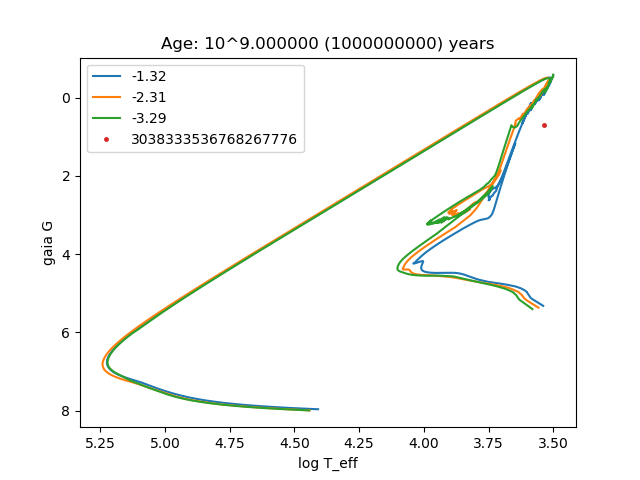 Age: 10^9.000000 (1000000000) years
-1.32
-2.31
-3.29
3038333536768267776
gaia G
0
2
4
6
8
5.25 5.00 4.75 4.50 4.25 4.00 3.75 3.50
log T_eff